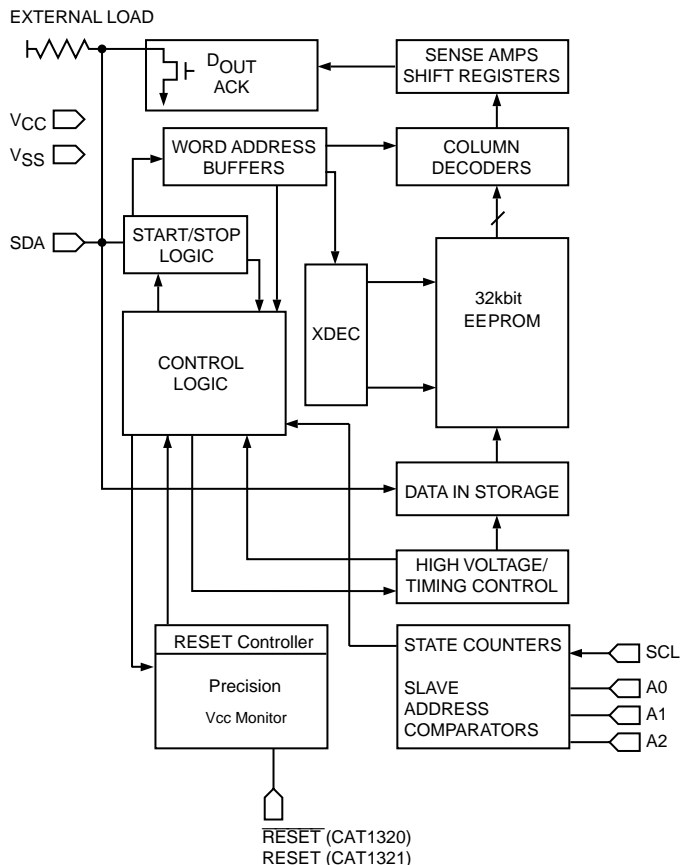 EXTERNAL LOAD
DOUT
ACK
SENSE AMPS
SHIFT REGISTERS
VCC
VSS
WORD ADDRESS
BUFFERS
COLUMN
DECODERS
SDA
START/STOP
LOGIC
32kbit
EEPROM
XDEC
CONTROL
LOGIC
DATA IN STORAGE
HIGH VOLTAGE/
TIMING CONTROL
RESET Controller
Precision
Vcc Monitor
STATE COUNTERS
SLAVE
ADDRESS
COMPARATORS
SCL
A0
A1
A2
RESET (CAT1320)
RESET (CAT1321)